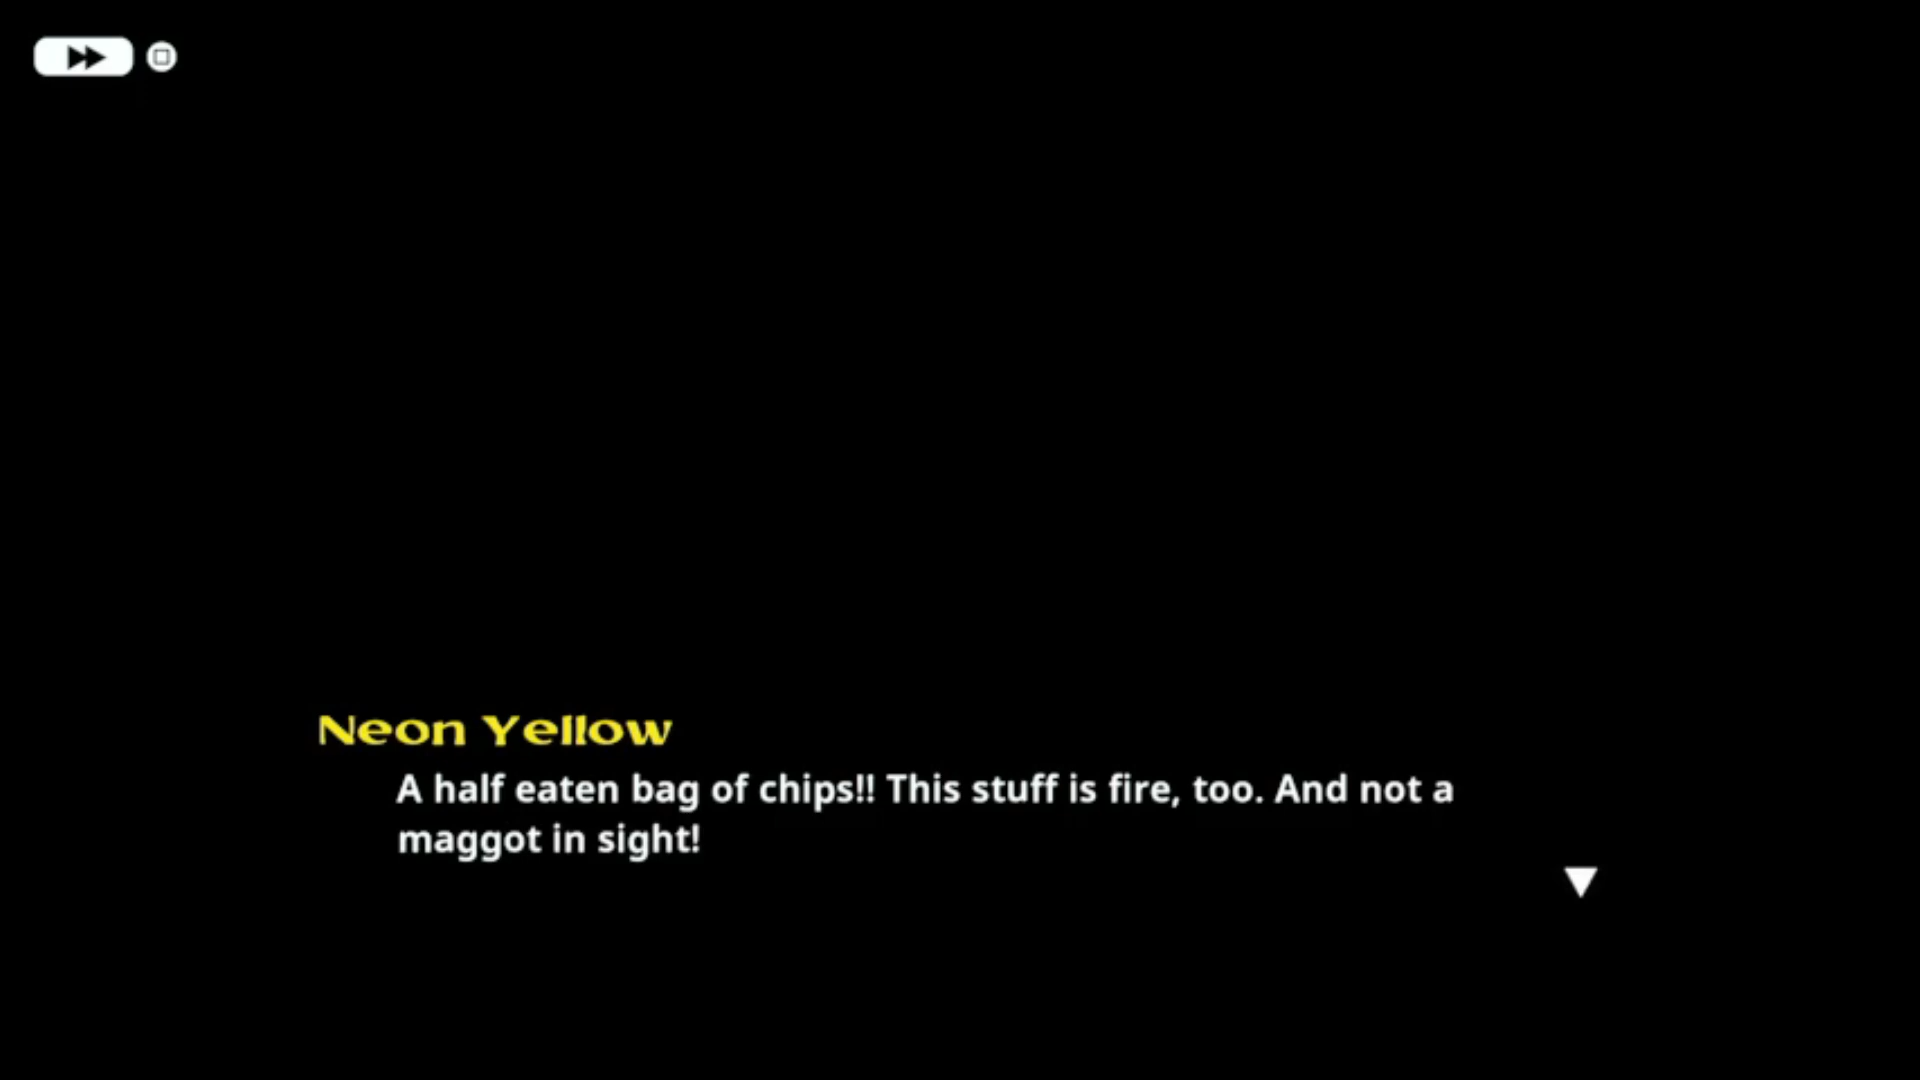 Neon Yellow
A half eaten bag of chips!! This stuff is fire, too. And not a
maggot in sight!